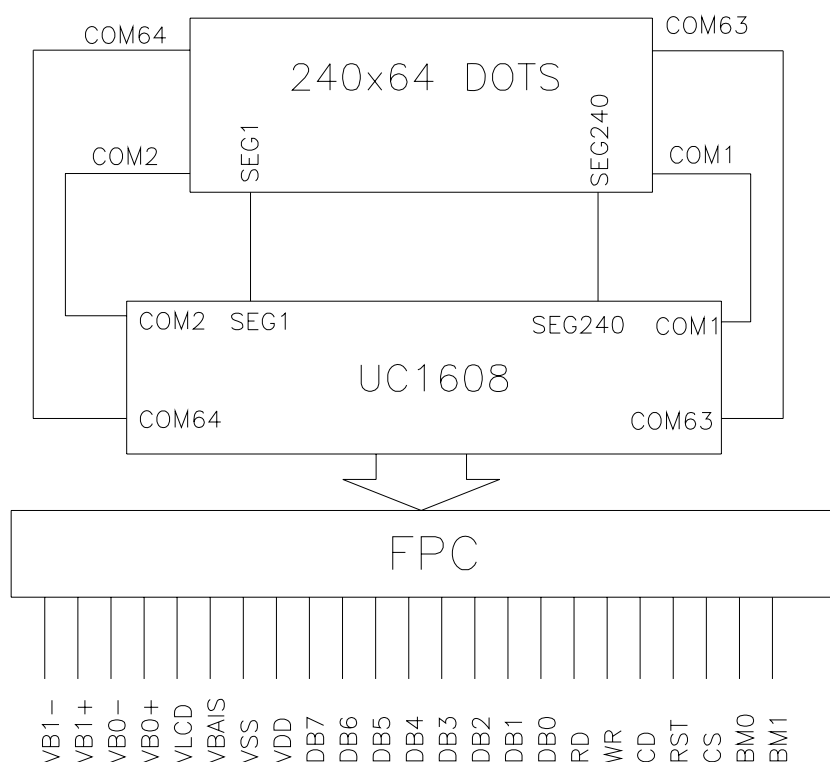 COM64
COM63
240x64 DOTS
COM2
SEG1
SEG240
COM1
COM2
SEG1
SEG240
COM1
UC1608
COM64
COM63
FPC
VB1-
VB1+
VB0-
VB0+
VLCD
VBAIS
VSS
VDD
DB7
DB6
DB5
DB4
DB3
DB2
DB1
DB0
RD
WR
CD
RST
CS
BM0
BM1